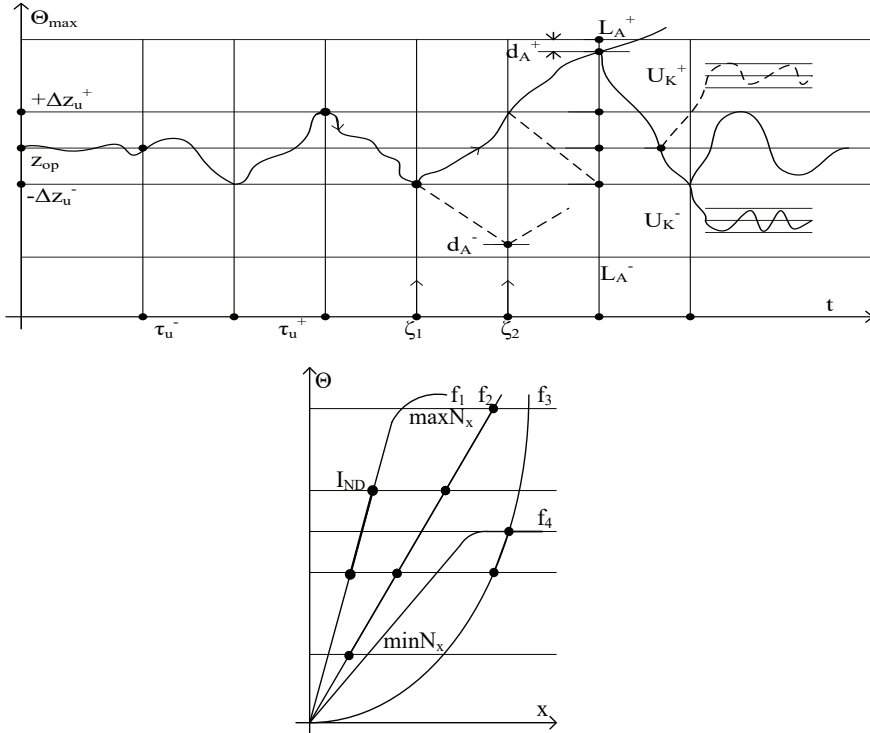 Θmax
LA+
dA+
UK+
+Δzu+
zop
-Δzu-
UK-
dA-
LA-
t
τu-
τu+
ζ1
ζ2
Θ
f1 f2 f3
maxNx
IND
f4
minNx
x